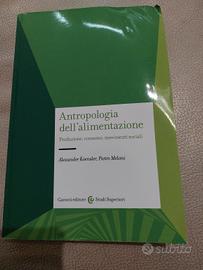 Antropologia
dell'alimentazione
Produzione, consumo, movimenti sociali
Alexander Koensler, Pietro Meloni
Carocci editore Studi Superiori
subito